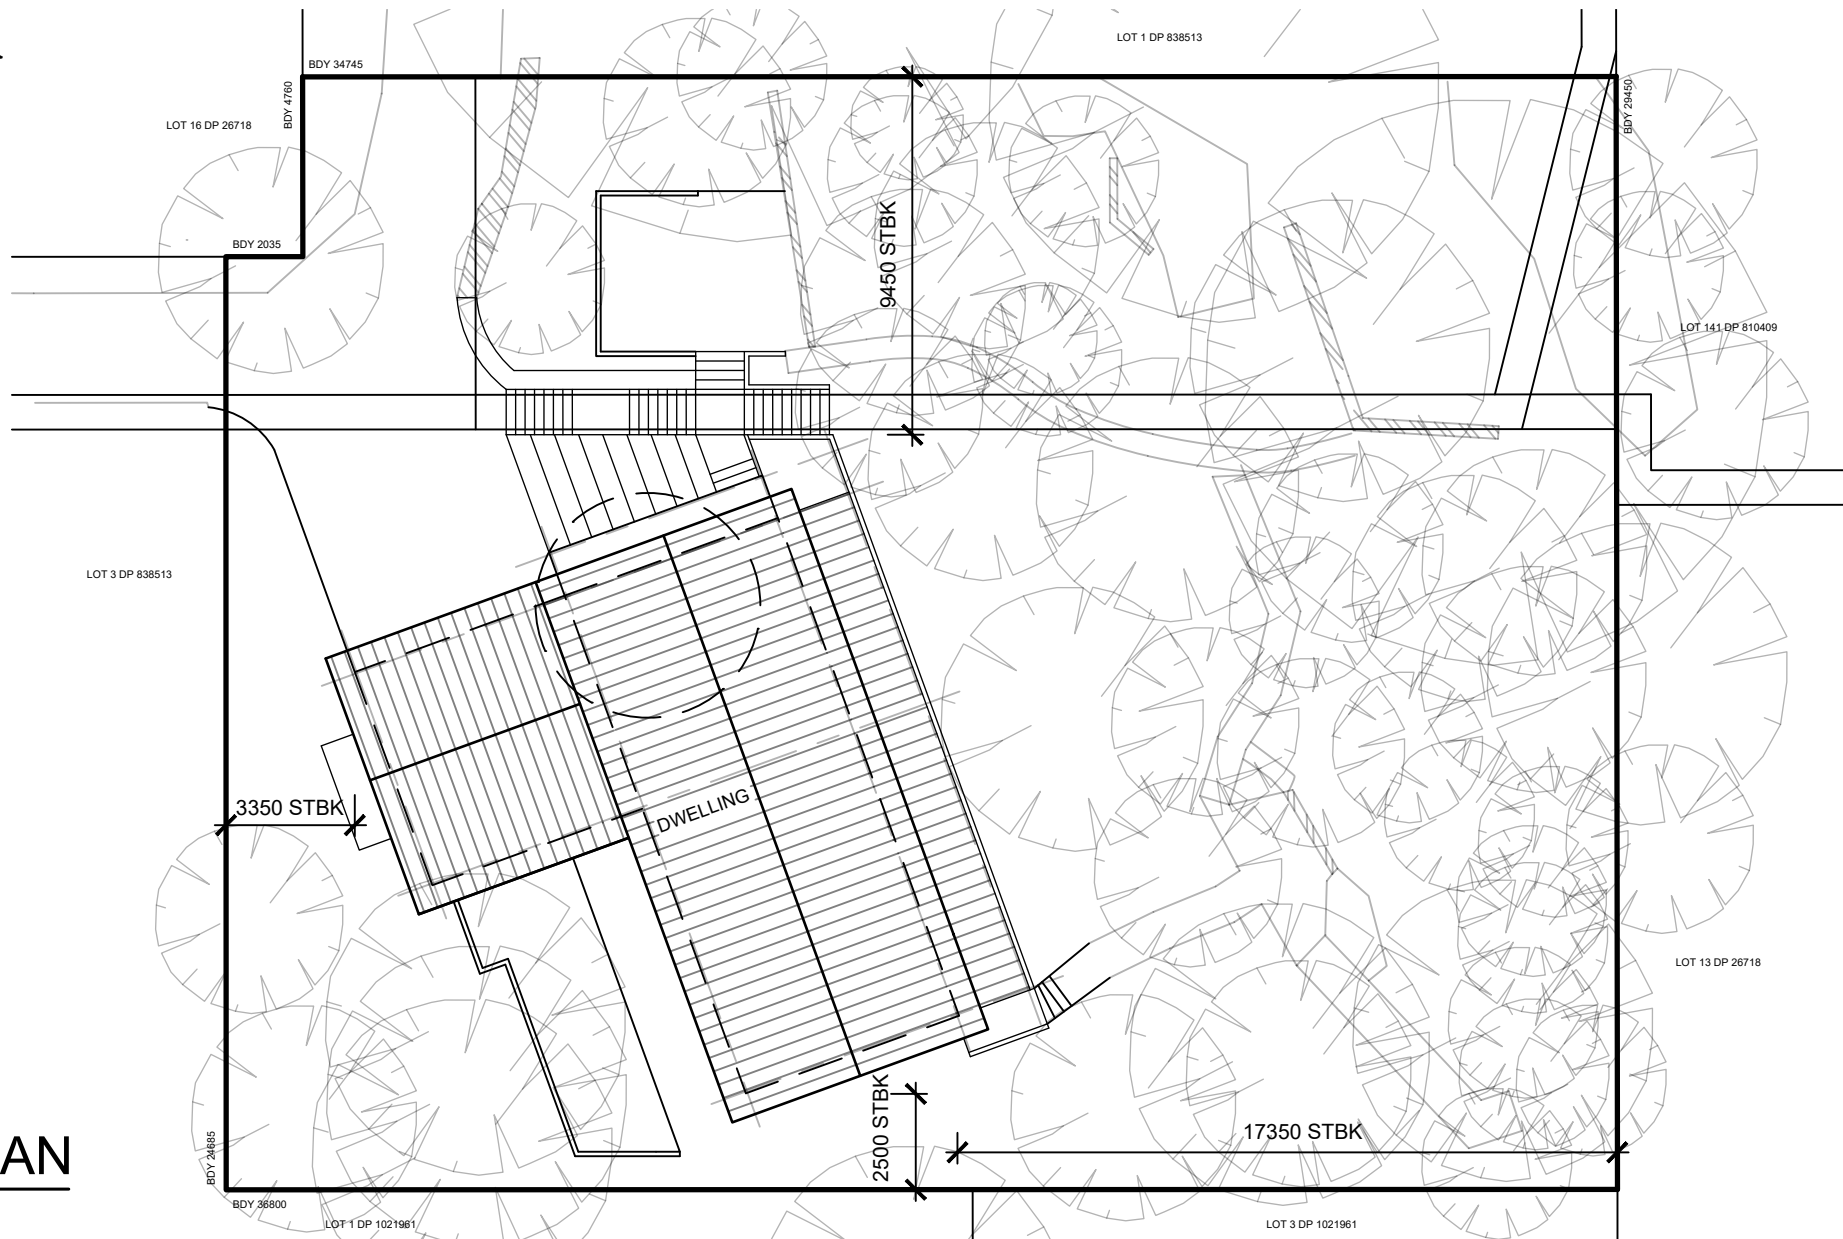 LOT 1 DP 838513
BDY 34745
BDY 4760
BDY 29450
LOT 16 DP 26718
BDY 2035
9450 STBK
LOT 141 DP 810409
LOT 3 DP 838513
3350 STBK
DWELLING
LOT 13 DP 26718
2500 STBK
17350 STBK
AN
BDY 24685
BDY 36800
LOT 1 DP 1021961
LOT 3 DP 1021961